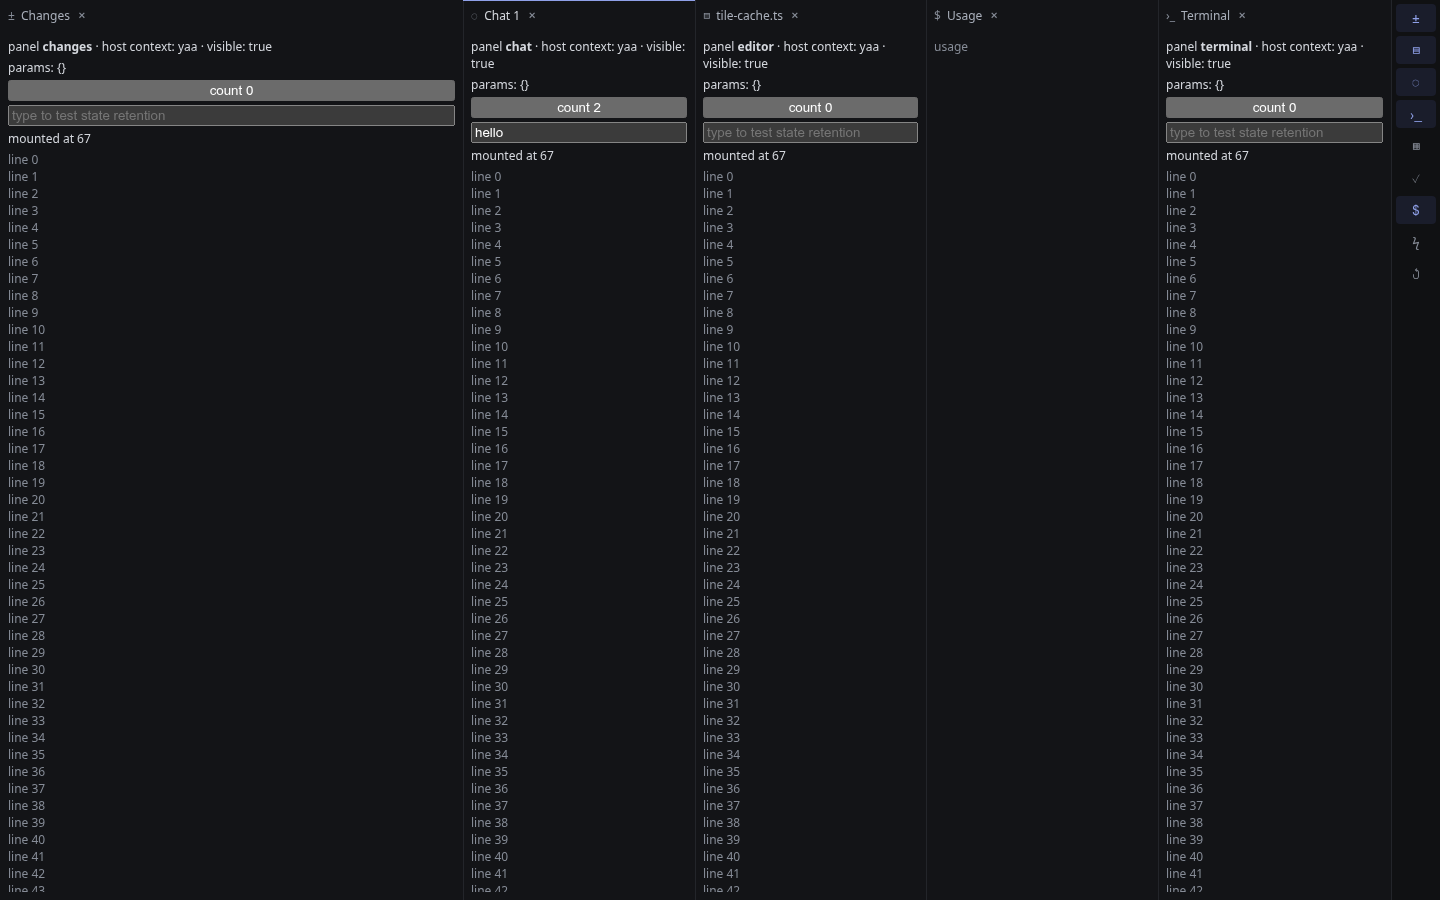 ± Changes ×
panel changes · host context: yaa · visible: true
params: {}
count 0
type to test state retention
mounted at 67
line 0
line 1
line 2
line 3
line 4
line 5
line 6
line 7
line 8
line 9
line 10
line 11
line 12
line 13
line 14
line 15
line 16
line 17
line 18
line 19
line 20
line 21
line 22
line 23
line 24
line 25
line 26
line 27
line 28
line 29
line 30
line 31
line 32
line 33
line 34
line 35
line 36
line 37
line 38
line 39
line 40
line 41
line 42
line 43
Chat 1 ×
panel chat · host context: yaa · visible:
true
params: {}
count 2
hello
mounted at 67
line 0
line 1
line 2
line 3
line 4
line 5
line 6
line 7
line 8
line 9
line 10
line 11
line 12
line 13
line 14
line 15
line 16
line 17
line 18
line 19
line 20
line 21
line 22
line 23
line 24
line 25
line 26
line 27
line 28
line 29
line 30
line 31
line 32
line 33
line 34
line 35
line 36
line 37
line 38
line 39
line 40
line 41
line 42
tile-cache.ts ×
panel editor · host context: yaa ·
visible: true
params: {}
count 0
type to test state retention
mounted at 67
line 0
line 1
line 2
line 3
line 4
line 5
line 6
line 7
line 8
line 9
line 10
line 11
line 12
line 13
line 14
line 15
line 16
line 17
line 18
line 19
line 20
line 21
line 22
line 23
line 24
line 25
line 26
line 27
line 28
line 29
line 30
line 31
line 32
line 33
line 34
line 35
line 36
line 37
line 38
line 39
line 40
line 41
line 42
$ Usage ×
usage
›_ Terminal ×
panel terminal · host context: yaa ·
visible: true
params: {}
count 0
type to test state retention
mounted at 67
line 0
line 1
line 2
line 3
line 4
line 5
line 6
line 7
line 8
line 9
line 10
line 11
line 12
line 13
line 14
line 15
line 16
line 17
line 18
line 19
line 20
line 21
line 22
line 23
line 24
line 25
line 26
line 27
line 28
line 29
line 30
line 31
line 32
line 33
line 34
line 35
line 36
line 37
line 38
line 39
line 40
line 41
line 42
±
›_
✓
$